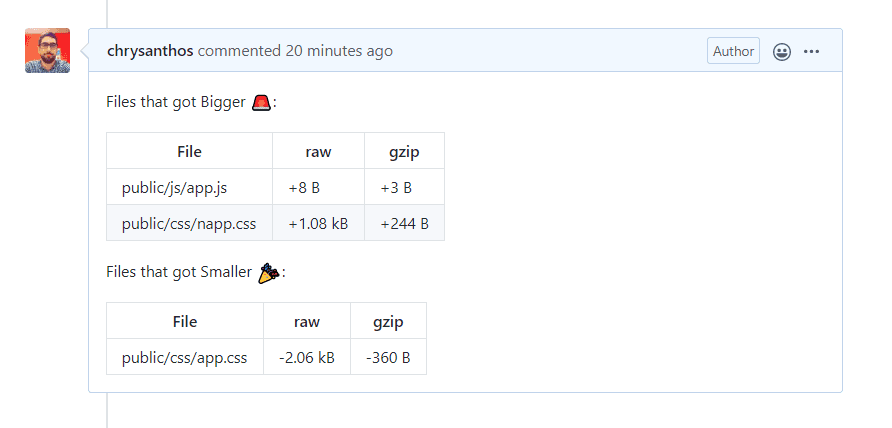 chrysanthos commented 20 minutes ago Author
Files that got Bigger 🚨:
File raw gzip
public/js/app.js +8 B +3 B
public/css/napp.css +1.08 kB +244 B
Files that got Smaller 🎉:
File raw gzip
public/css/app.css -2.06 kB -360 B